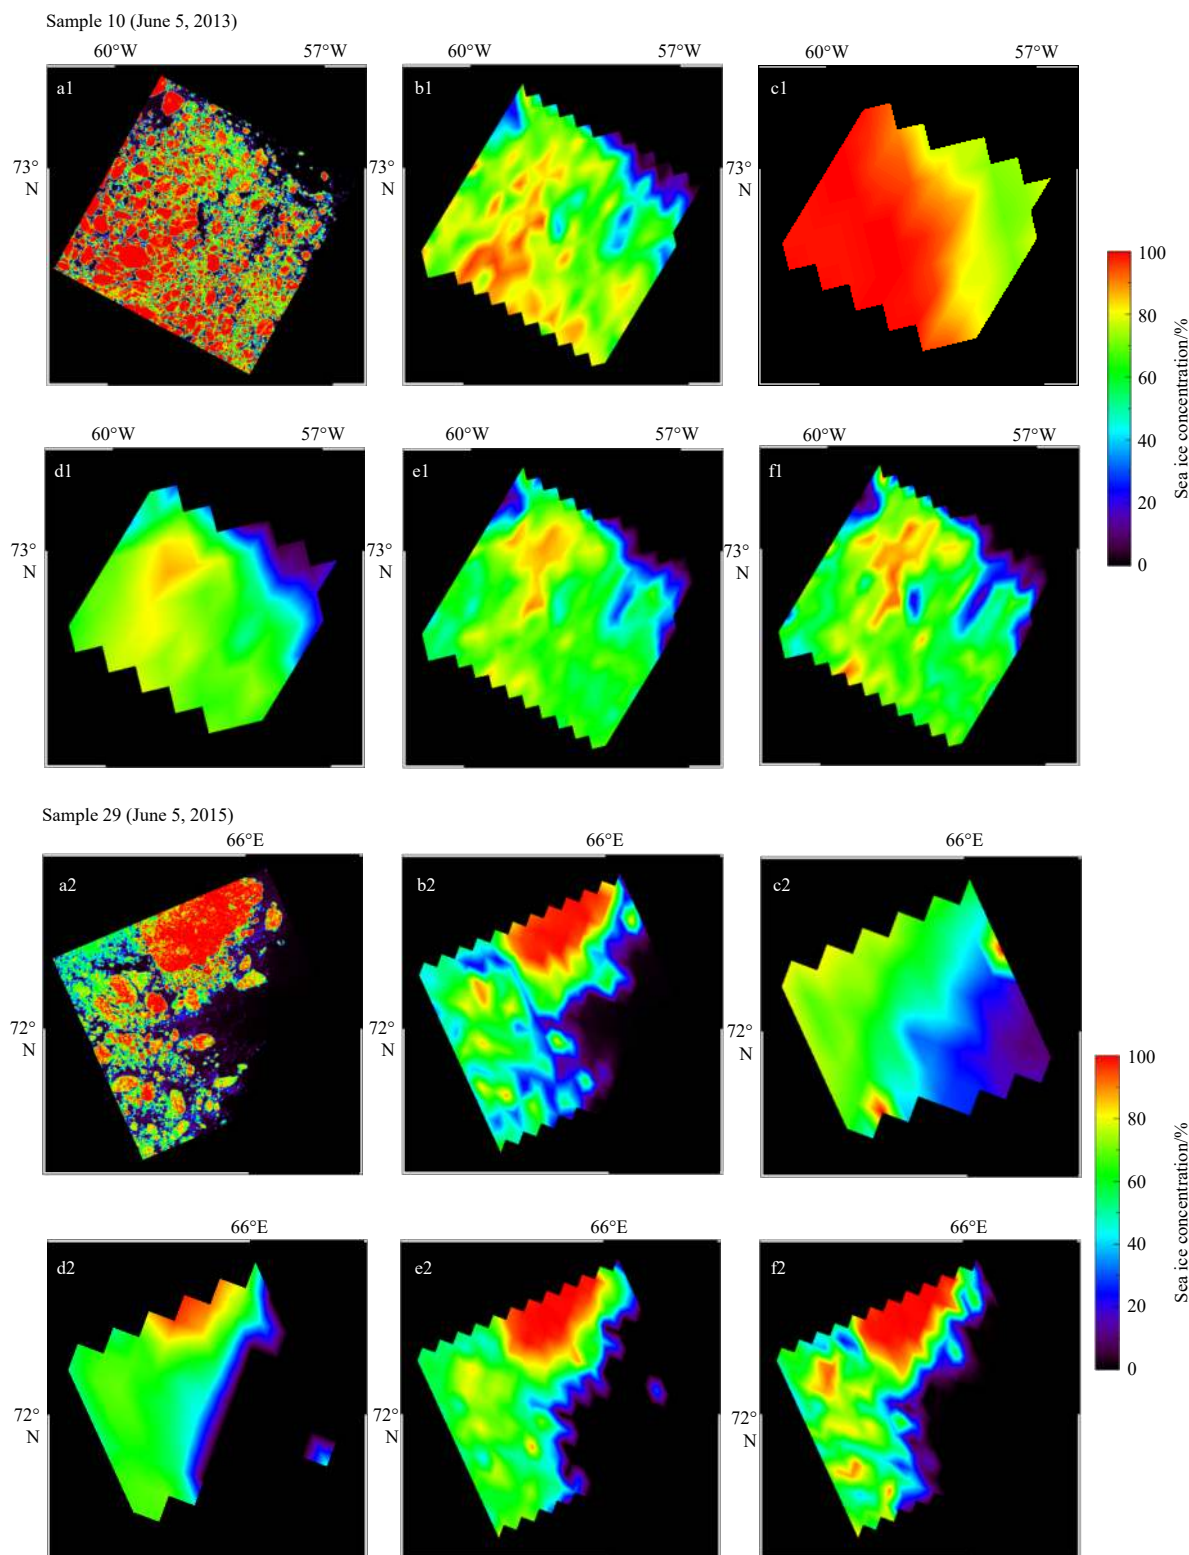 Sample 10 (June 5, 2013)
60°W 57°W 60°W 57°W 60°W 57°W
a1 b1 c1
73° 73° 73°
N N N
100
80
60
40
20
0
Sea ice concentration/%
60°W 57°W 60°W 57°W 60°W 57°W
d1 e1 f1
73° 73° 73°
N N N
Sample 29 (June 5, 2015)
66°E 66°E 66°E
a2 b2 c2
72° 72° 72°
N N N
100
80
60
40
20
0
Sea ice concentration/%
66°E 66°E 66°E
d2 e2 f2
72° 72° 72°
N N N